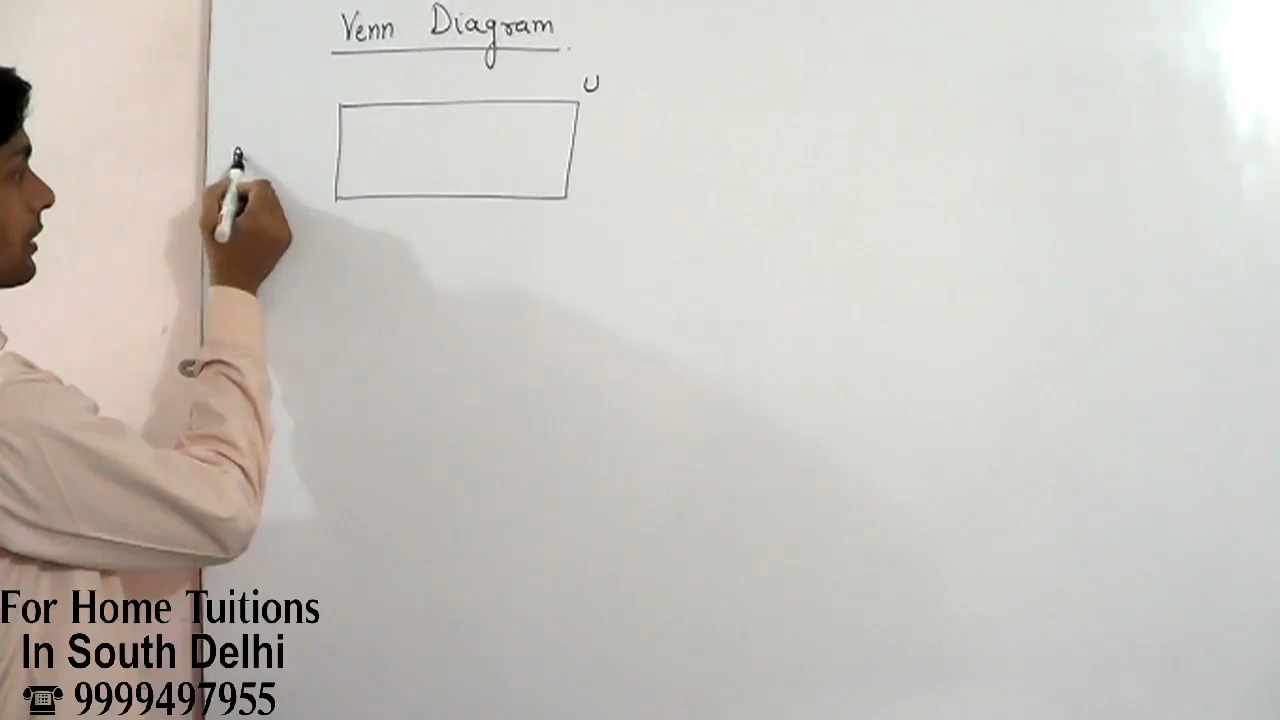 Venn Diagram.
U
For Home Tuitions
In South Delhi
☎ 9999497955